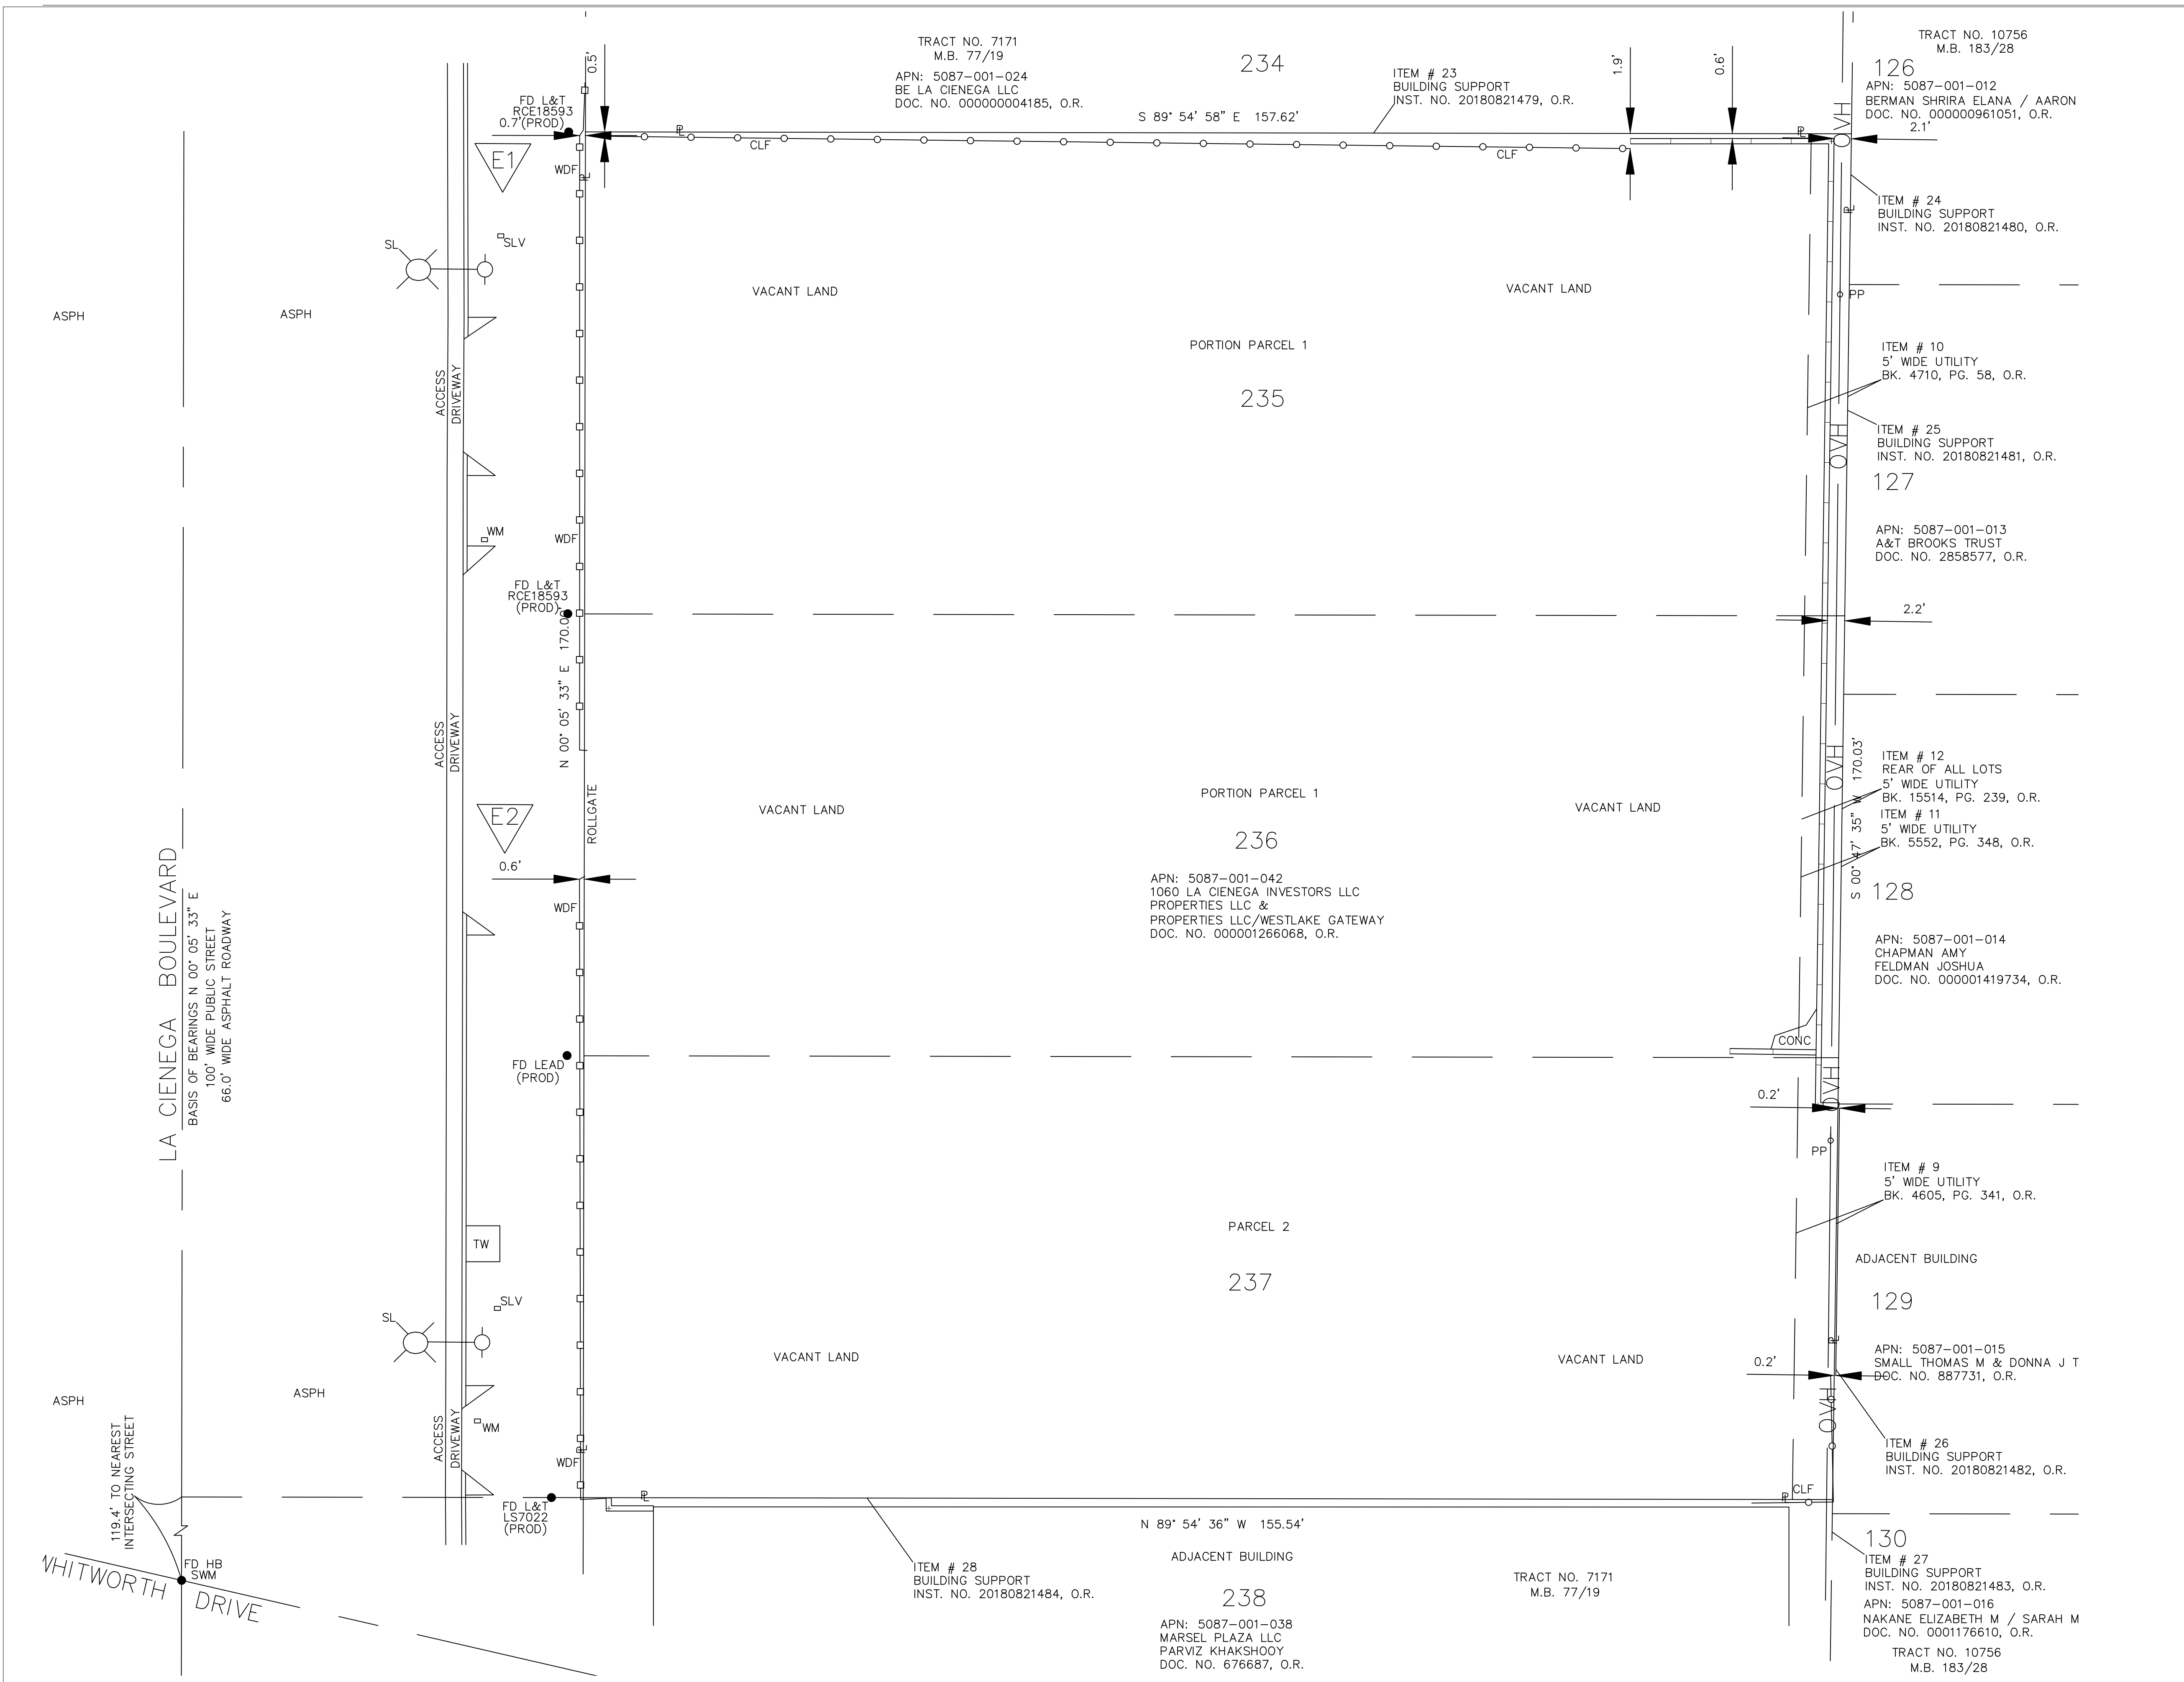 TRACT NO. 7171
M.B. 77/19
APN: 5087-001-024
BE LA CIENEGA LLC
DOC. NO. 000000004185, O.R.
234
ITEM # 23
BUILDING SUPPORT
INST. NO. 20180821479, O.R.
S 89° 54' 58" E 157.62'
0.5'
1.9'
0.6'
TRACT NO. 10756
M.B. 183/28
126
APN: 5087-001-012
BERMAN SHRIRA ELANA / AARON
DOC. NO. 000000961051, O.R.
2.1'
FD L&T
RCE18593
0.7'(PROD)
E1
WDF
PL
PL
CLF
CLF
PL
OVH
ITEM # 24
BUILDING SUPPORT
INST. NO. 20180821480, O.R.
PL
SL
SLV
ASPH
ASPH
VACANT LAND
VACANT LAND
PP
PORTION PARCEL 1
235
ITEM # 10
5' WIDE UTILITY
BK. 4710, PG. 58, O.R.
ACCESS
DRIVEWAY
ITEM # 25
BUILDING SUPPORT
INST. NO. 20180821481, O.R.
OVH
127
WM
WDF
APN: 5087-001-013
A&T BROOKS TRUST
DOC. NO. 2858577, O.R.
FD L&T
RCE18593
(PROD)
2.2'
N 00° 05' 33" E 170.0
ACCESS
DRIVEWAY
OVH
S 00° 47' 35" W 170.03'
ITEM # 12
REAR OF ALL LOTS
5' WIDE UTILITY
BK. 15514, PG. 239, O.R.
ITEM # 11
5' WIDE UTILITY
BK. 5552, PG. 348, O.R.
E2
ROLLGATE
VACANT LAND
PORTION PARCEL 1
VACANT LAND
236
0.6'
WDF
APN: 5087-001-042
1060 LA CIENEGA INVESTORS LLC
PROPERTIES LLC &
PROPERTIES LLC/WESTLAKE GATEWAY
DOC. NO. 000001266068, O.R.
128
APN: 5087-001-014
CHAPMAN AMY
FELDMAN JOSHUA
DOC. NO. 000001419734, O.R.
LA CIENEGA BOULEVARD
BASIS OF BEARINGS N 00° 05' 33" E
100' WIDE PUBLIC STREET
66.0' WIDE ASPHALT ROADWAY
FD LEAD
(PROD)
CONC
OVH
0.2'
PP
ITEM # 9
5' WIDE UTILITY
BK. 4605, PG. 341, O.R.
TW
PARCEL 2
237
ADJACENT BUILDING
129
SLV
SL
PL
VACANT LAND
VACANT LAND
0.2'
APN: 5087-001-015
SMALL THOMAS M & DONNA J T
DOC. NO. 887731, O.R.
ASPH
ASPH
ACCESS
DRIVEWAY
WM
OVH
119.4' TO NEAREST
INTERSECTING STREET
PL
WDF
ITEM # 26
BUILDING SUPPORT
INST. NO. 20180821482, O.R.
PL
PL
CLF
FD L&T
LS7022
(PROD)
N 89° 54' 36" W 155.54'
ADJACENT BUILDING
ITEM # 28
BUILDING SUPPORT
INST. NO. 20180821484, O.R.
238
APN: 5087-001-038
MARSEL PLAZA LLC
PARVIZ KHAKSHOOY
DOC. NO. 676687, O.R.
TRACT NO. 7171
M.B. 77/19
130
ITEM # 27
BUILDING SUPPORT
INST. NO. 20180821483, O.R.
APN: 5087-001-016
NAKANE ELIZABETH M / SARAH M
DOC. NO. 0001176610, O.R.
TRACT NO. 10756
M.B. 183/28
FD HB
SWM
WHITWORTH DRIVE